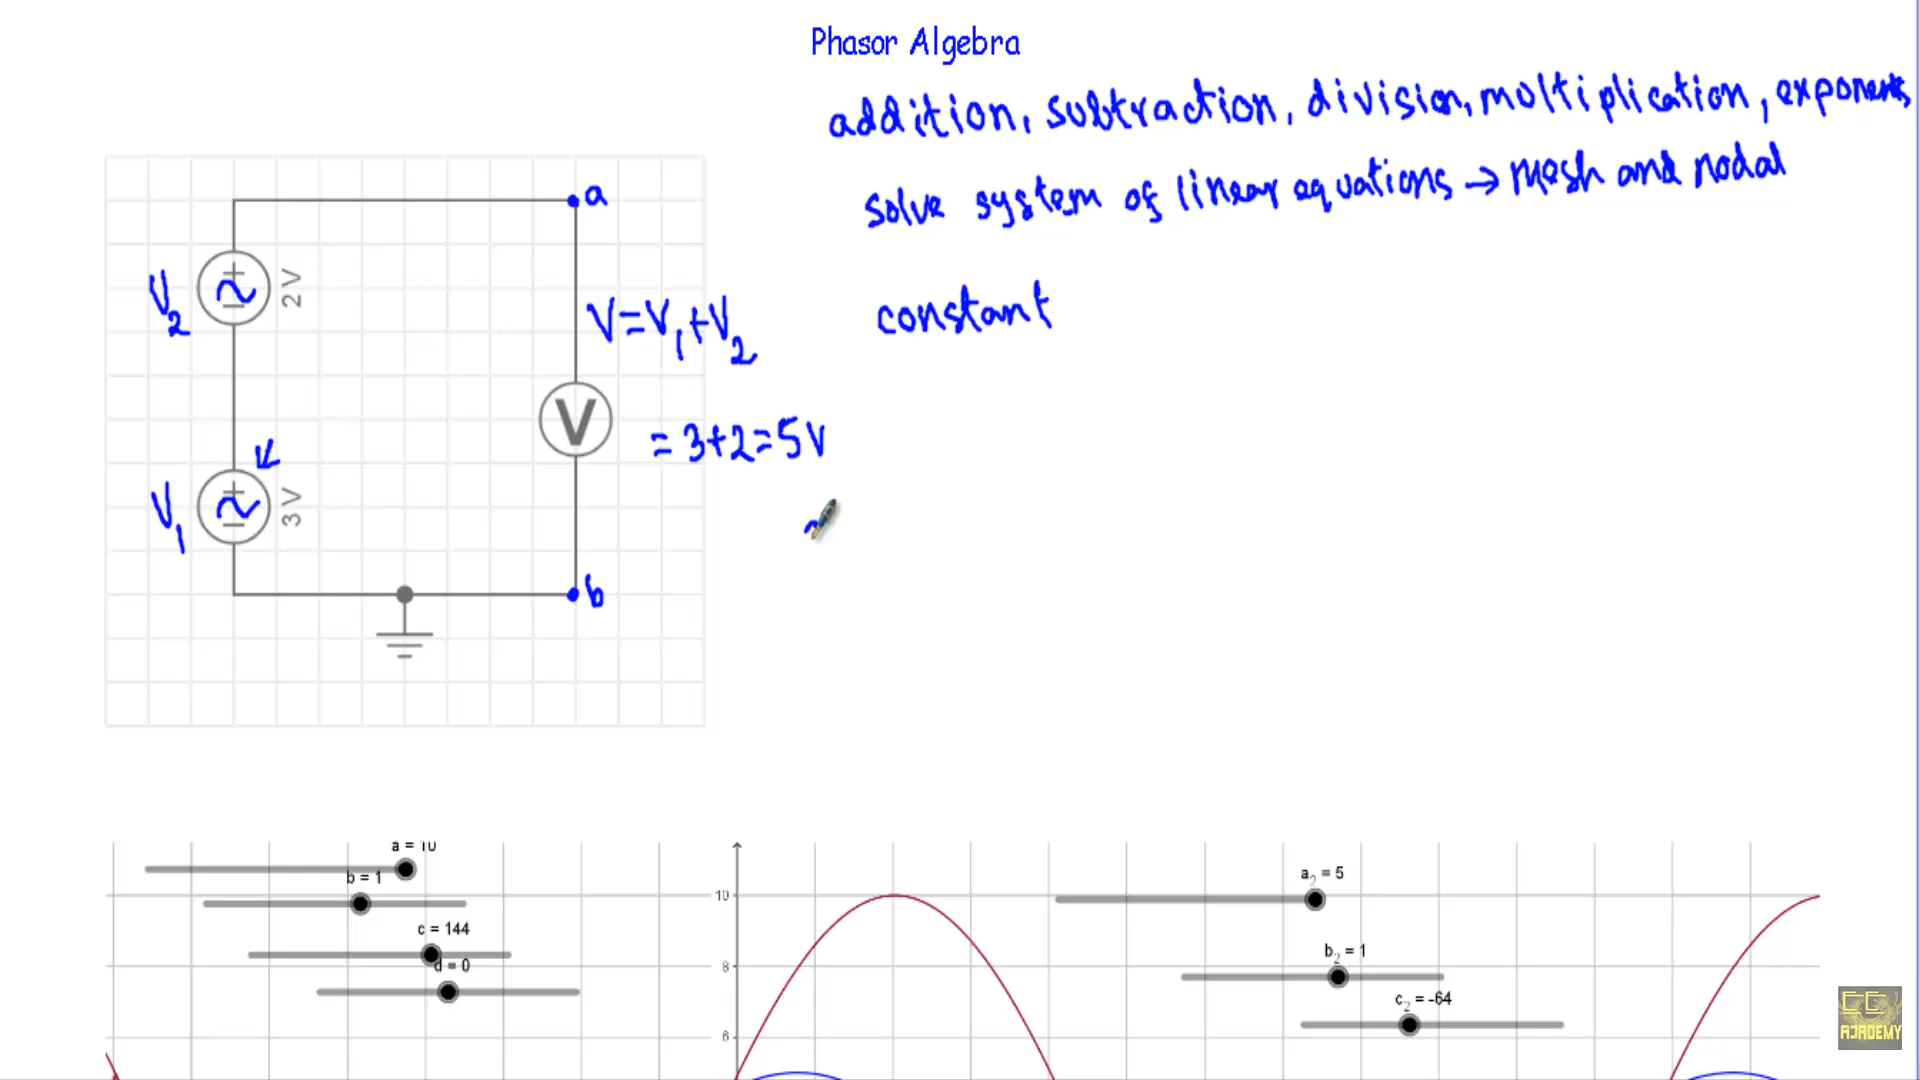 Phasor Algebra
addition, subtraction, division, multiplication, exponents
solve system of linear equations → mesh and nodal
constant
a
V2
+
−
2 V
V=V1+V2
V
= 3+2=5V
V1
+
−
3 V
b
a = 10
b = 1
c = 144
d = 0
10
8
6
a2 = 5
b2 = 1
c2 = -64
EE
AJADEMY